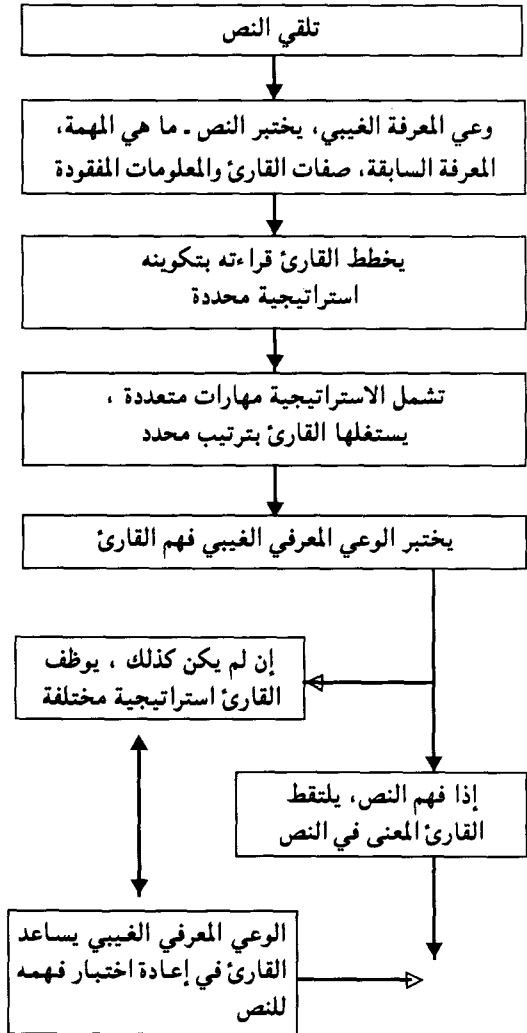 تلقي النص
وعي المعرفة الغيبي، يختبر النص ـ ما هي المهمة،
المعرفة السابقة، صفات القارئ والمعلومات المفقودة
يخطط القارئ قراءته بتكوينه
استراتيجية محددة
تشمل الاستراتيجية مهارات متعددة ،
يستغلها القارئ بترتيب محدد
يختبر الوعي المعرفي الغيبي فهم القارئ
إن لم يكن كذلك ، يوظف
القارئ استراتيجية مختلفة
إذا فهم النص، يلتقط
القارئ المعنى في النص
الوعي المعرفي الغيبي يساعد
القارئ في إعادة اختبار فهمه
للنص